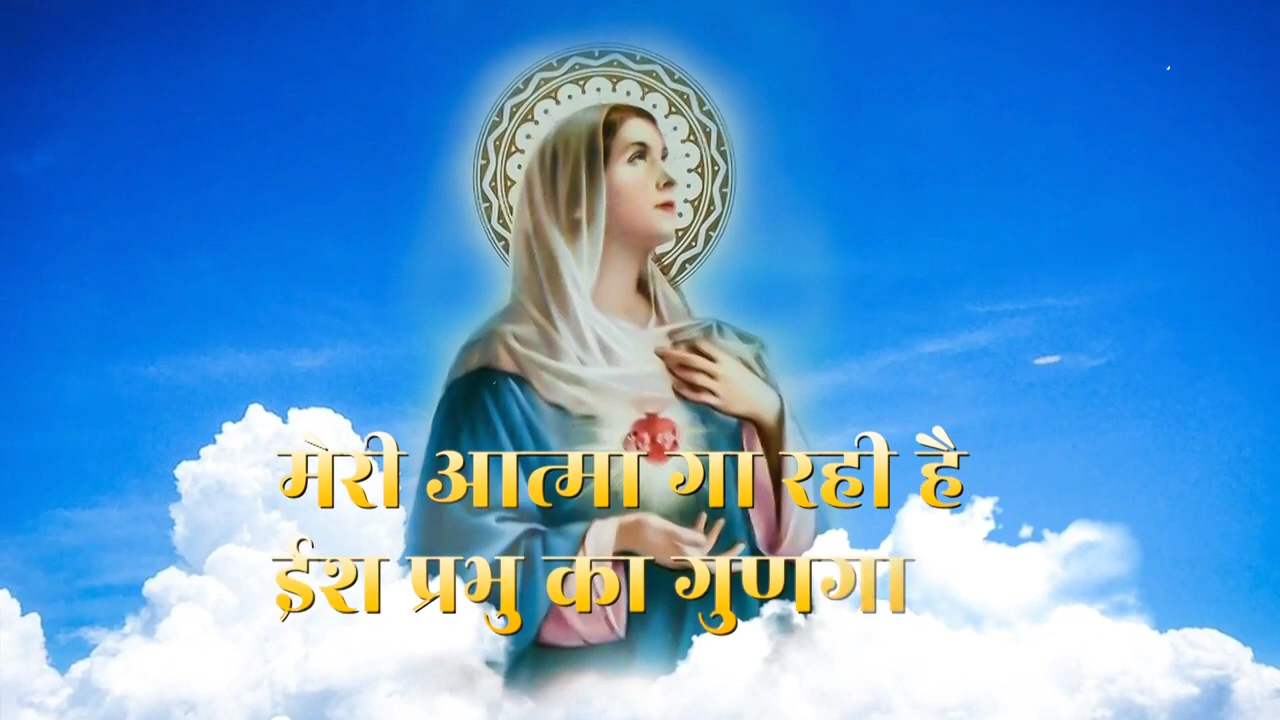 मेरी आत्मा गा रही है
ईश प्रभु का गुणगा